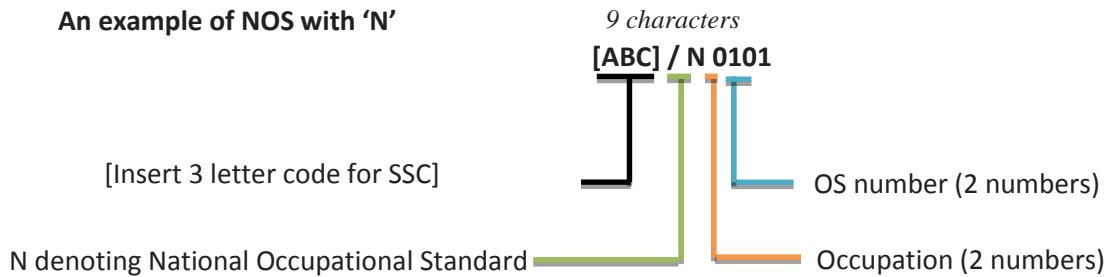 An example of NOS with ‘N’
9 characters
[ABC] / N 0101
[Insert 3 letter code for SSC]
OS number (2 numbers)
N denoting National Occupational Standard
Occupation (2 numbers)